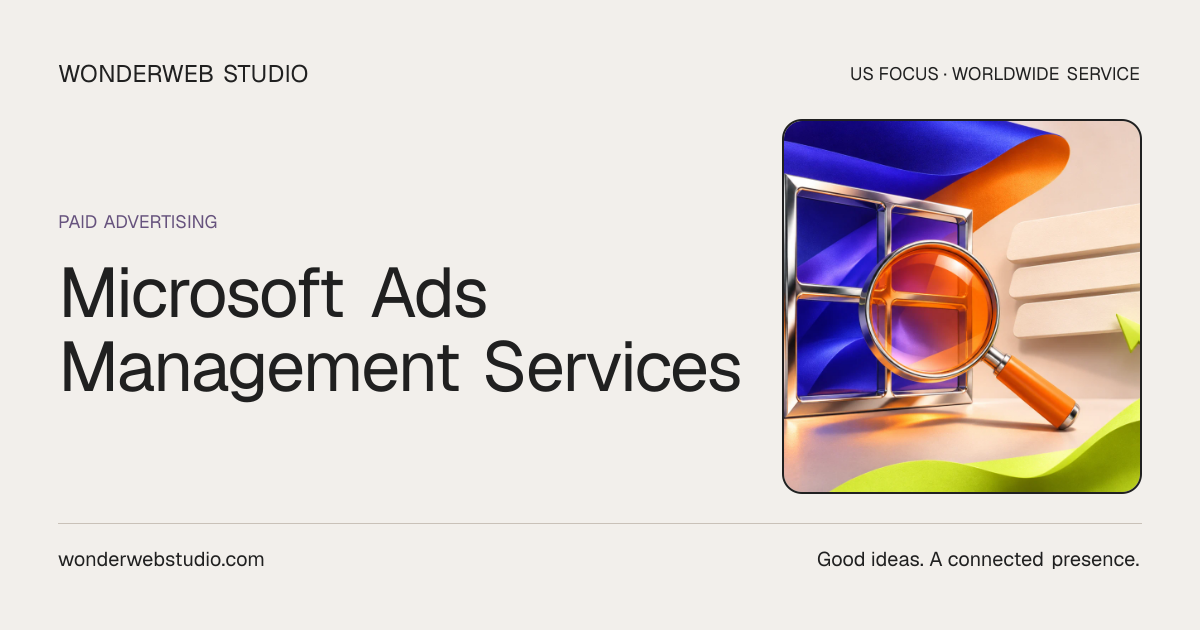 WONDERWEB STUDIO
US FOCUS · WORLDWIDE SERVICE
PAID ADVERTISING
Microsoft Ads
Management Services
wonderwebstudio.com
Good ideas. A connected presence.